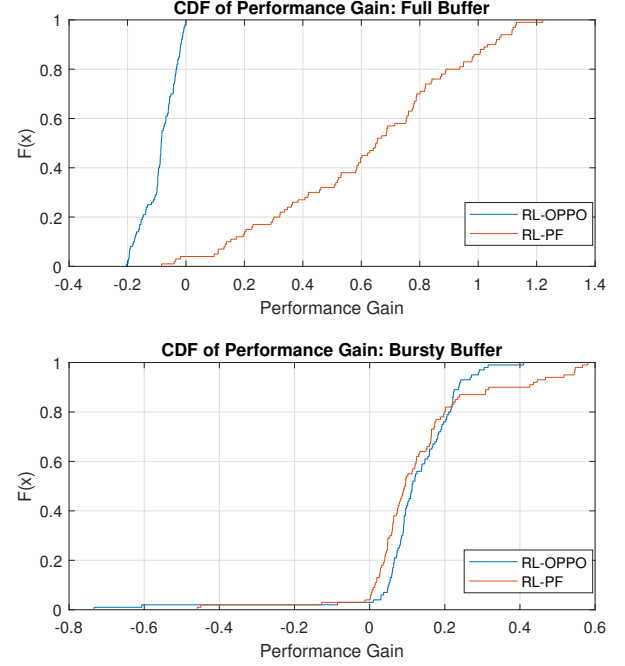 CDF of Performance Gain: Full Buffer
1
0.8
0.6
0.4
0.2
0
F(x)
RL-OPPO
RL-PF
-0.4 -0.2 0 0.2 0.4 0.6 0.8 1 1.2 1.4
Performance Gain
CDF of Performance Gain: Bursty Buffer
1
0.8
0.6
0.4
0.2
0
F(x)
RL-OPPO
RL-PF
-0.8 -0.6 -0.4 -0.2 0 0.2 0.4 0.6
Performance Gain